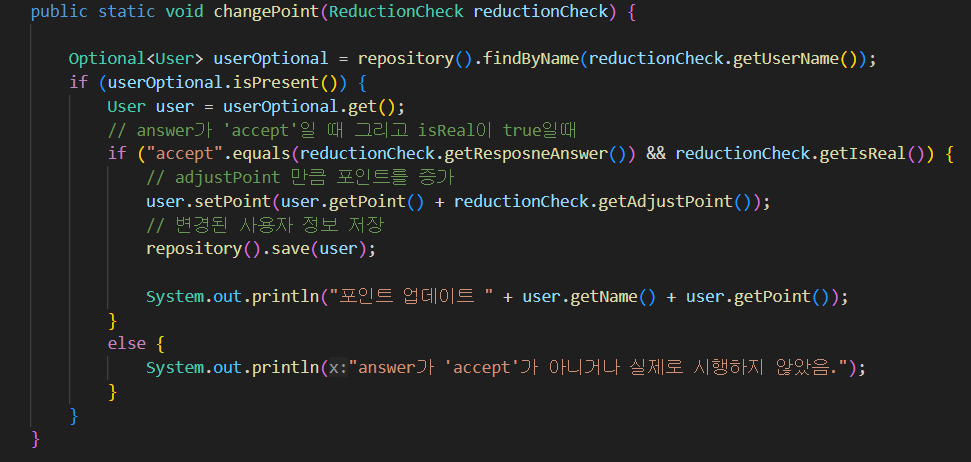 public static void changePoint(ReductionCheck reductionCheck) {
Optional<User> userOptional = repository().findByName(reductionCheck.getUserName());
if (userOptional.isPresent()) {
User user = userOptional.get();
// answer가 'accept'일 때 그리고 isReal이 true일때
if ("accept".equals(reductionCheck.getResposneAnswer()) && reductionCheck.getIsReal()) {
// adjustPoint 만큼 포인트를 증가
user.setPoint(user.getPoint() + reductionCheck.getAdjustPoint());
// 변경된 사용자 정보 저장
repository().save(user);
System.out.println("포인트 업데이트 " + user.getName() + user.getPoint());
}
else {
System.out.println(x:"answer가 'accept'가 아니거나 실제로 시행하지 않았음.");
}
}
}